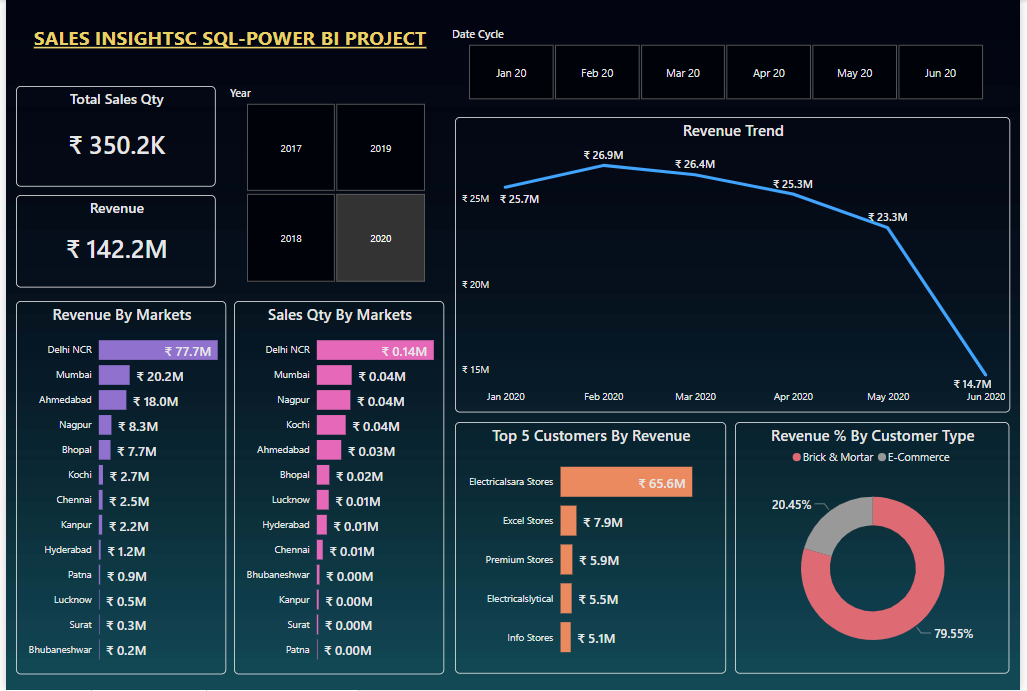 SALES INSIGHTSC SQL-POWER BI PROJECT
Date Cycle
Jan 20
Feb 20
Mar 20
Apr 20
May 20
Jun 20
Total Sales Qty
₹ 350.2K
Revenue
₹ 142.2M
Year
2017
2019
2018
2020
Revenue Trend
₹ 25M
₹ 20M
₹ 15M
₹ 25.7M
₹ 26.9M
₹ 26.4M
₹ 25.3M
₹ 23.3M
₹ 14.7M
Jan 2020
Feb 2020
Mar 2020
Apr 2020
May 2020
Jun 2020
Revenue By Markets
Delhi NCR ₹ 77.7M
Mumbai ₹ 20.2M
Ahmedabad ₹ 18.0M
Nagpur ₹ 8.3M
Bhopal ₹ 7.7M
Kochi ₹ 2.7M
Chennai ₹ 2.5M
Kanpur ₹ 2.2M
Hyderabad ₹ 1.2M
Patna ₹ 0.9M
Lucknow ₹ 0.5M
Surat ₹ 0.3M
Bhubaneshwar ₹ 0.2M
Sales Qty By Markets
Delhi NCR ₹ 0.14M
Mumbai ₹ 0.04M
Nagpur ₹ 0.04M
Kochi ₹ 0.04M
Ahmedabad ₹ 0.03M
Bhopal ₹ 0.02M
Lucknow ₹ 0.01M
Hyderabad ₹ 0.01M
Chennai ₹ 0.01M
Bhubaneshwar ₹ 0.00M
Kanpur ₹ 0.00M
Surat ₹ 0.00M
Patna ₹ 0.00M
Top 5 Customers By Revenue
Electricalsara Stores ₹ 65.6M
Excel Stores ₹ 7.9M
Premium Stores ₹ 5.9M
Electricalslytical ₹ 5.5M
Info Stores ₹ 5.1M
Revenue % By Customer Type
Brick & Mortar E-Commerce
20.45%
79.55%